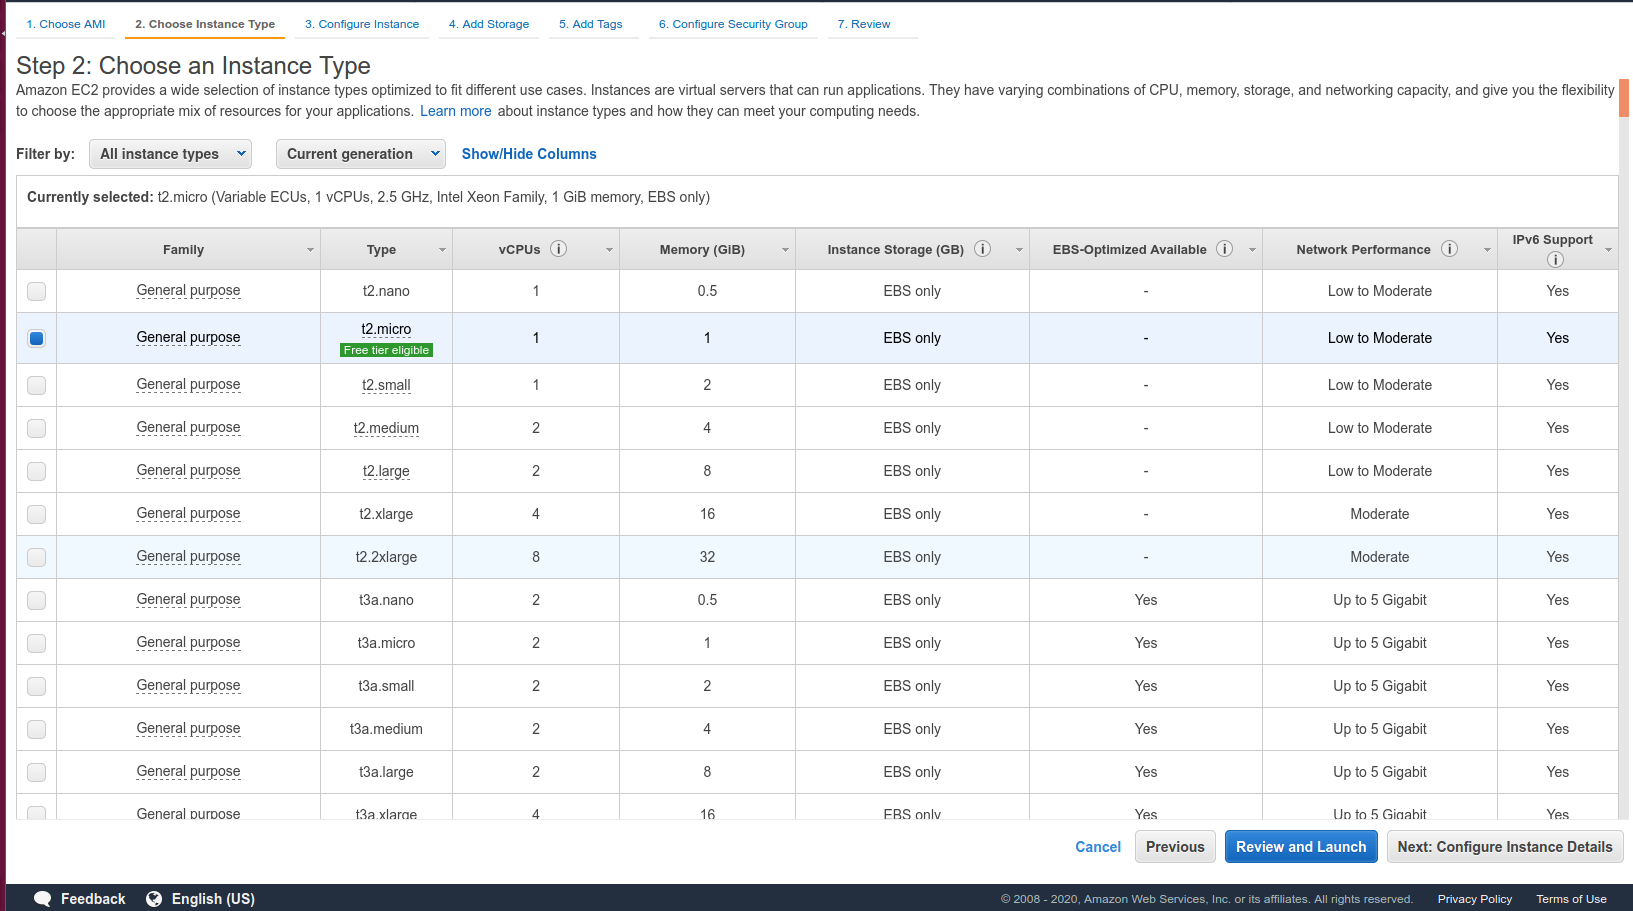 1. Choose AMI 2. Choose Instance Type 3. Configure Instance 4. Add Storage 5. Add Tags 6. Configure Security Group 7. Review
Step 2: Choose an Instance Type
Amazon EC2 provides a wide selection of instance types optimized to fit different use cases. Instances are virtual servers that can run applications. They have varying combinations of CPU, memory, storage, and networking capacity, and give you the flexibility
to choose the appropriate mix of resources for your applications. Learn more about instance types and how they can meet your computing needs.
Filter by: All instance types Current generation Show/Hide Columns
Currently selected: t2.micro (Variable ECUs, 1 vCPUs, 2.5 GHz, Intel Xeon Family, 1 GiB memory, EBS only)
Family Type vCPUs i Memory (GiB) Instance Storage (GB) i EBS-Optimized Available i Network Performance i IPv6 Support i
General purpose t2.nano 1 0.5 EBS only - Low to Moderate Yes
General purpose t2.micro 1 1 EBS only - Low to Moderate Yes
Free tier eligible
General purpose t2.small 1 2 EBS only - Low to Moderate Yes
General purpose t2.medium 2 4 EBS only - Low to Moderate Yes
General purpose t2.large 2 8 EBS only - Low to Moderate Yes
General purpose t2.xlarge 4 16 EBS only - Moderate Yes
General purpose t2.2xlarge 8 32 EBS only - Moderate Yes
General purpose t3a.nano 2 0.5 EBS only Yes Up to 5 Gigabit Yes
General purpose t3a.micro 2 1 EBS only Yes Up to 5 Gigabit Yes
General purpose t3a.small 2 2 EBS only Yes Up to 5 Gigabit Yes
General purpose t3a.medium 2 4 EBS only Yes Up to 5 Gigabit Yes
General purpose t3a.large 2 8 EBS only Yes Up to 5 Gigabit Yes
General purpose t3a.xlarge 4 16 EBS only Yes Up to 5 Gigabit Yes
Cancel Previous Review and Launch Next: Configure Instance Details
Feedback English (US) © 2008 - 2020, Amazon Web Services, Inc. or its affiliates. All rights reserved. Privacy Policy Terms of Use